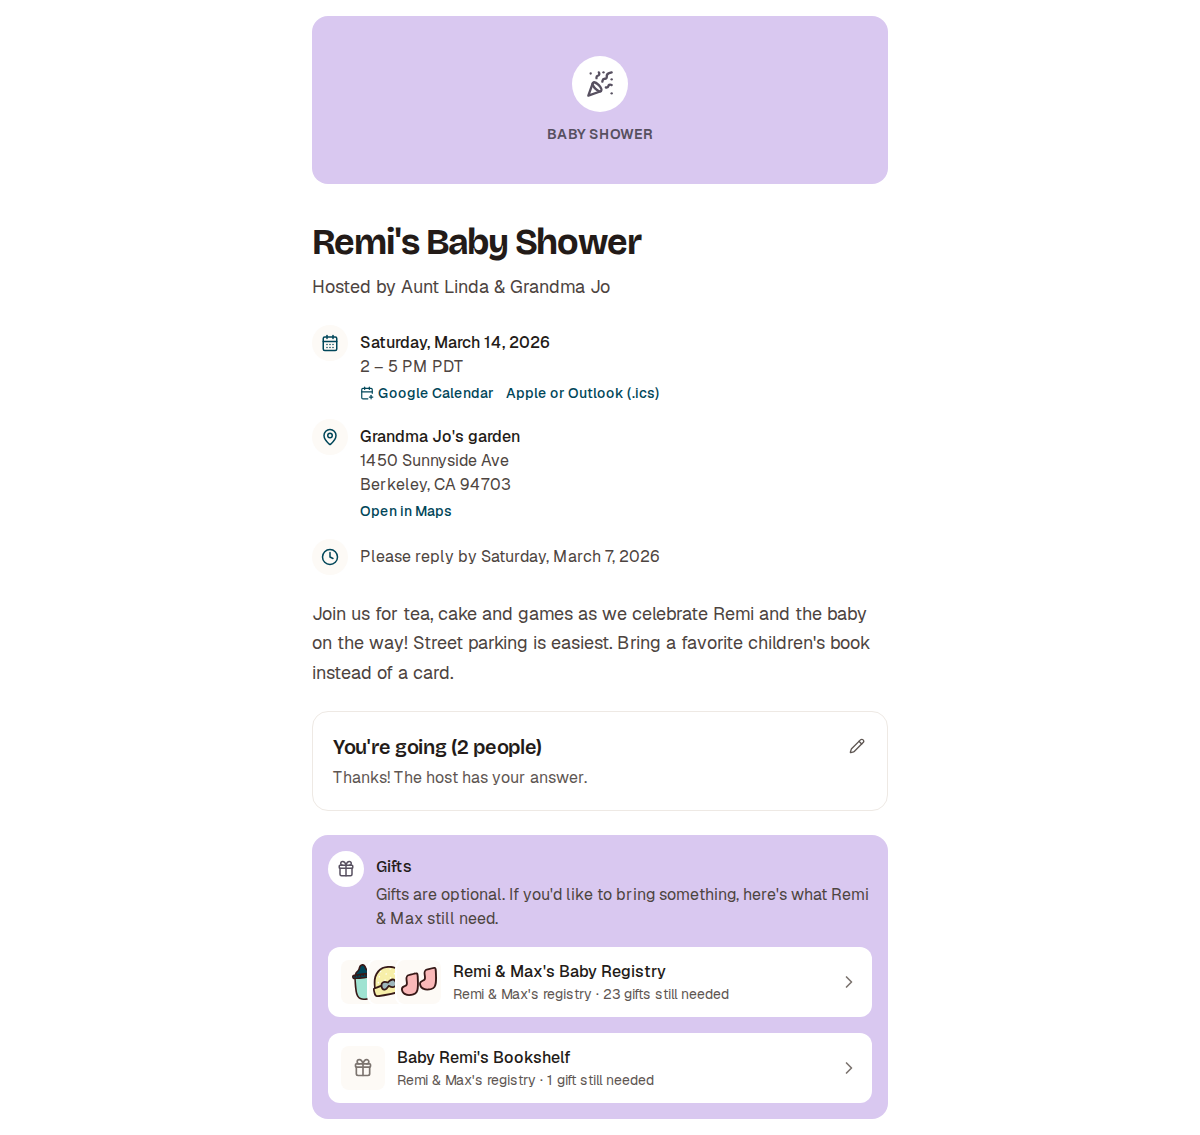 BABY SHOWER
Remi's Baby Shower
Hosted by Aunt Linda & Grandma Jo
Saturday, March 14, 2026
2 – 5 PM PDT
Google Calendar Apple or Outlook (.ics)
Grandma Jo's garden
1450 Sunnyside Ave
Berkeley, CA 94703
Open in Maps
Please reply by Saturday, March 7, 2026
Join us for tea, cake and games as we celebrate Remi and the baby
on the way! Street parking is easiest. Bring a favorite children's book
instead of a card.
You're going (2 people)
Thanks! The host has your answer.
Gifts
Gifts are optional. If you'd like to bring something, here's what Remi
& Max still need.
Remi & Max's Baby Registry
Remi & Max's registry · 23 gifts still needed
Baby Remi's Bookshelf
Remi & Max's registry · 1 gift still needed